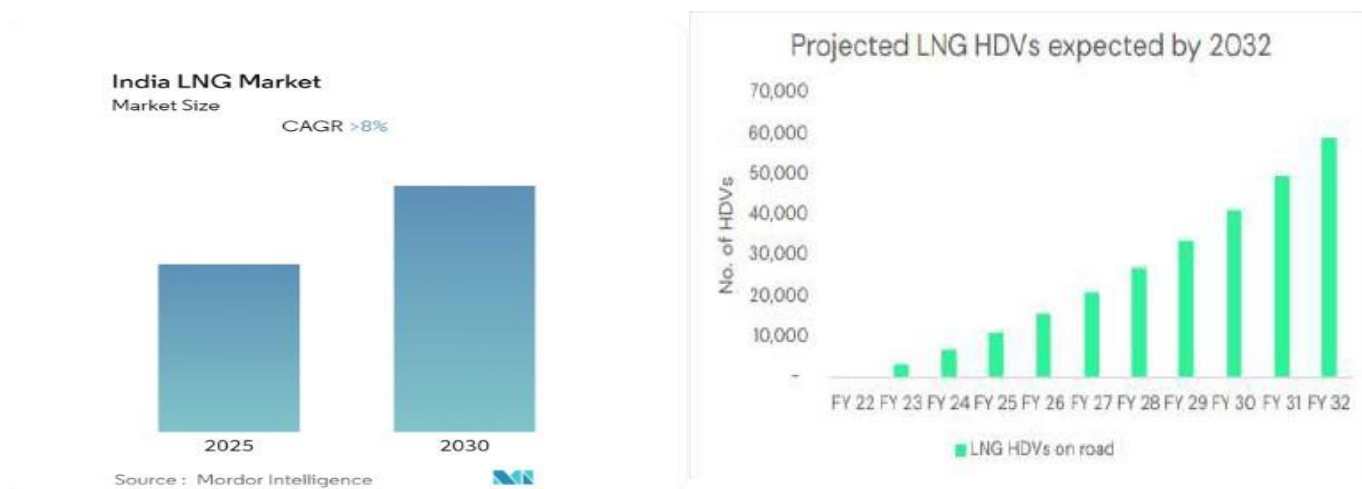 India LNG Market
Market Size
CAGR >8%
2025 2030
Source : Mordor Intelligence
Projected LNG HDVs expected by 2032
No. of HDVs
70,000
60,000
50,000
40,000
30,000
20,000
10,000
-
FY 22 FY 23 FY 24 FY 25 FY 26 FY 27 FY 28 FY 29 FY 30 FY 31 FY 32
LNG HDVs on road